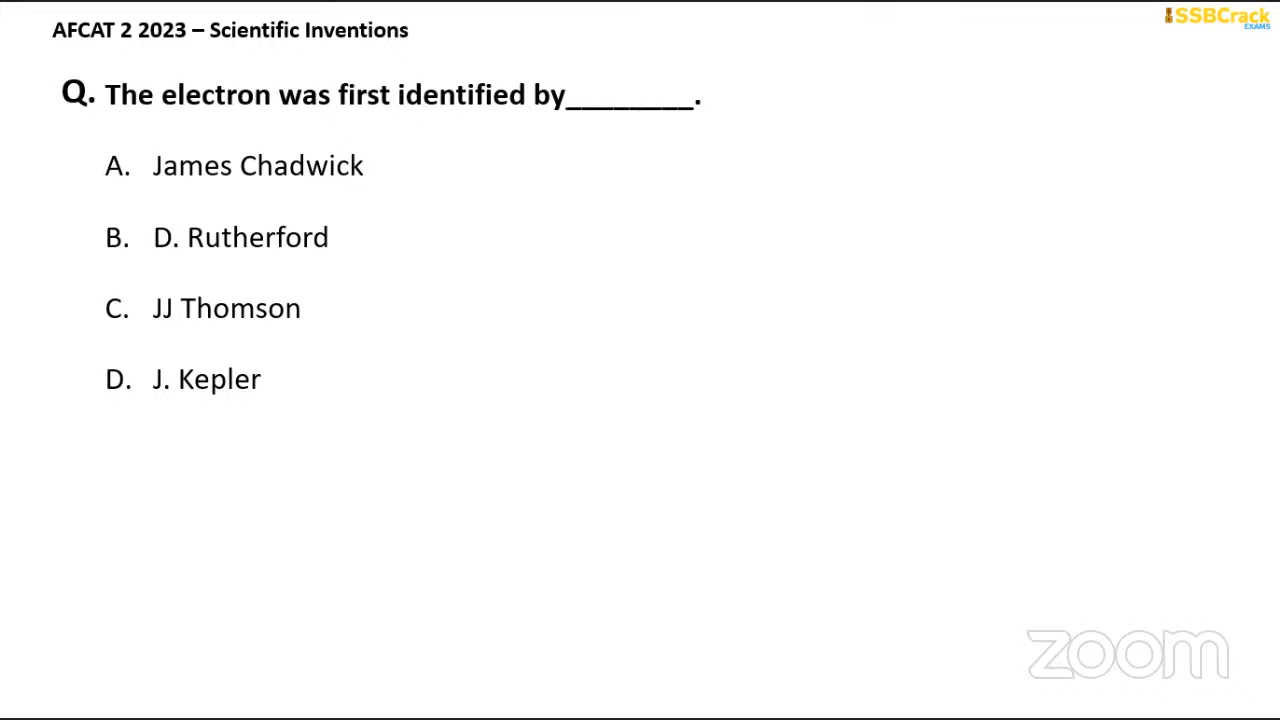 AFCAT 2 2023 – Scientific Inventions
SSBCrack
EXAMS
Q. The electron was first identified by________.
A. James Chadwick
B. D. Rutherford
C. JJ Thomson
D. J. Kepler
zoom